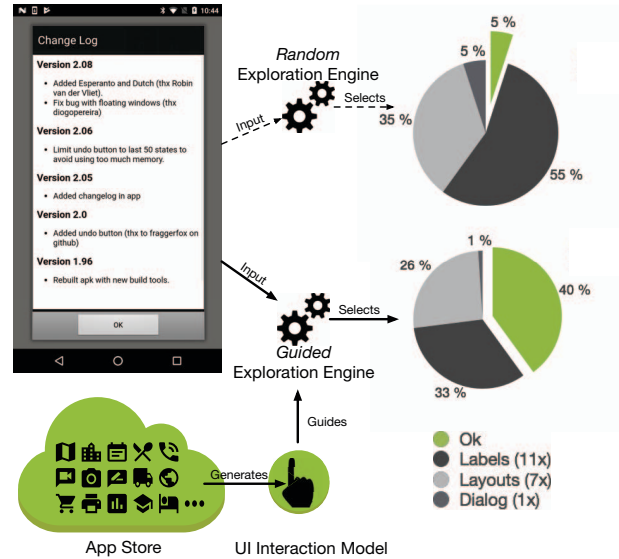 10:44
Change Log
Version 2.08
• Added Esperanto and Dutch (thx Robin
van der Vliet).
• Fix bug with floating windows (thx
diogopereira)
Version 2.06
• Limit undo button to last 50 states to
avoid using too much memory.
Version 2.05
• Added changelog in app
Version 2.0
• Added undo button (thx to fraggerfox on
github)
Version 1.96
• Rebuilt apk with new build tools.
OK
Random
Exploration Engine
Input
Selects
5 %
5 %
35 %
55 %
Input
Selects
Guided
Exploration Engine
1 %
26 %
40 %
33 %
Guides
Generates
App Store
UI Interaction Model
Ok
Labels (11x)
Layouts (7x)
Dialog (1x)